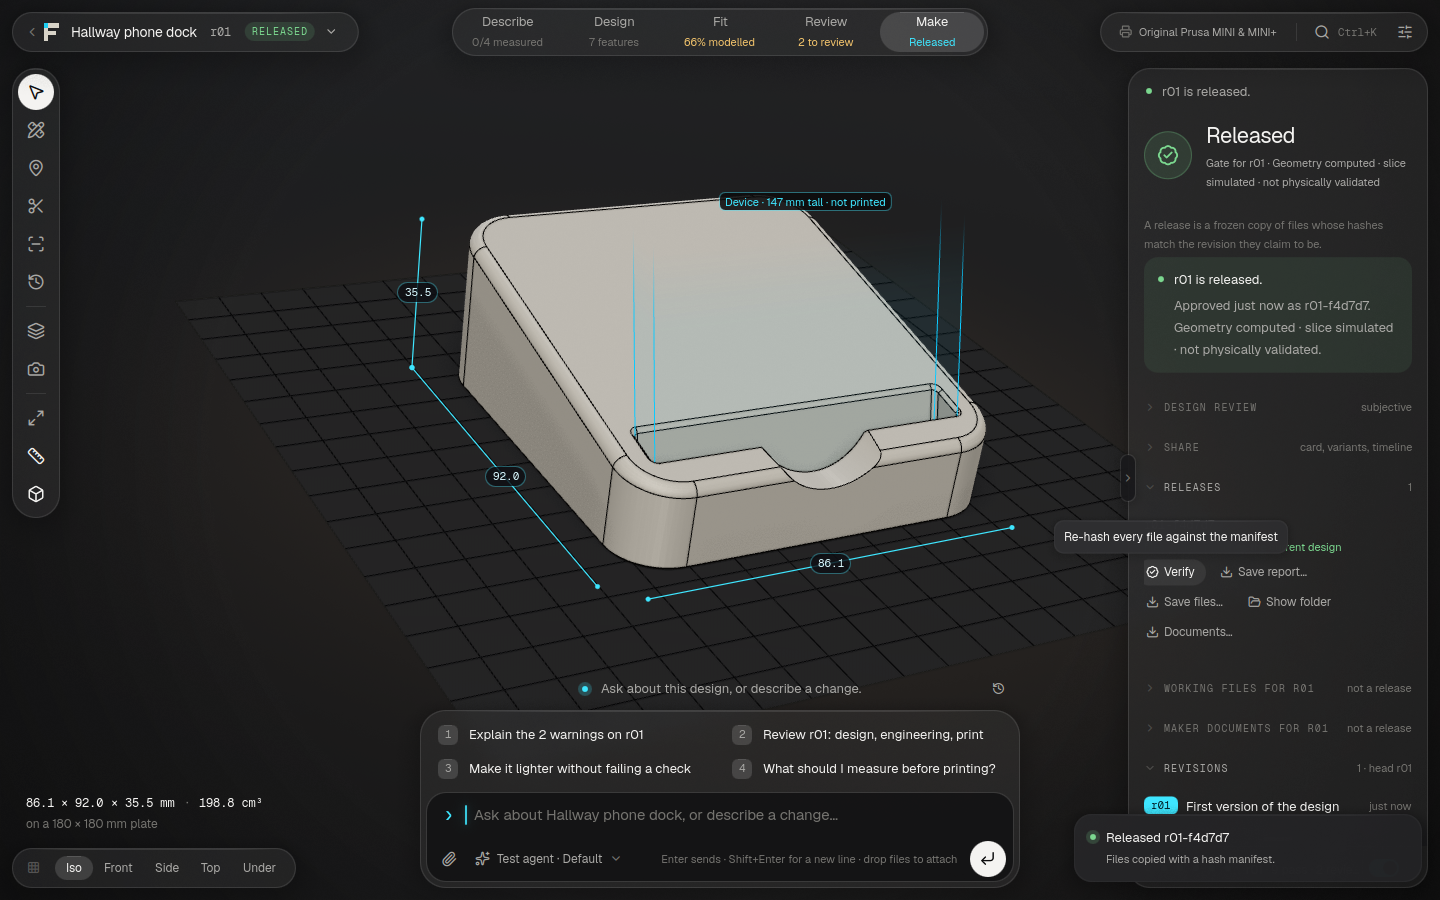 Hallway phone dock r01 RELEASED
Describe
0/4 measured
Design
7 features
Fit
66% modelled
Review
2 to review
Make
Released
Original Prusa MINI & MINI+
Ctrl+K
r01 is released.
Released
Gate for r01 · Geometry computed · slice
simulated · not physically validated
A release is a frozen copy of files whose hashes
match the revision they claim to be.
r01 is released.
Approved just now as r01-f4d7d7.
Geometry computed · slice simulated
· not physically validated.
DESIGN REVIEW subjective
SHARE card, variants, timeline
RELEASES 1
Re-hash every file against the manifest
rent design
Verify
Save report…
Save files…
Show folder
Documents…
WORKING FILES FOR R01 not a release
MAKER DOCUMENTS FOR R01 not a release
REVISIONS 1 · head r01
r01 First version of the design just now
Released r01-f4d7d7
Files copied with a hash manifest.
Device · 147 mm tall · not printed
35.5
92.0
86.1
Ask about this design, or describe a change.
1 Explain the 2 warnings on r01
2 Review r01: design, engineering, print
3 Make it lighter without failing a check
4 What should I measure before printing?
Ask about Hallway phone dock, or describe a change…
Test agent · Default
Enter sends · Shift+Enter for a new line · drop files to attach
86.1 × 92.0 × 35.5 mm · 198.8 cm³
on a 180 × 180 mm plate
Iso
Front
Side
Top
Under